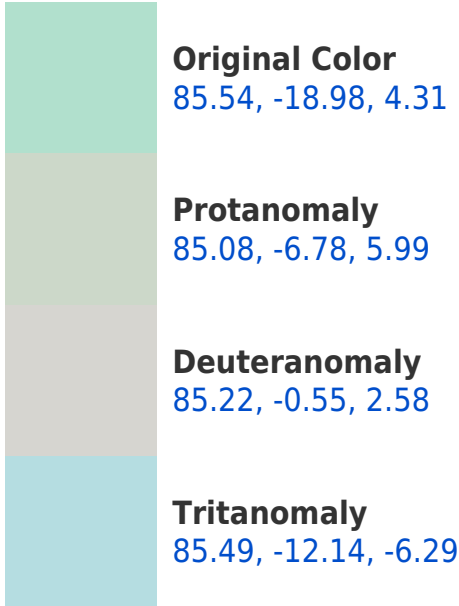 Original Color
85.54, -18.98, 4.31
Protanomaly
85.08, -6.78, 5.99
Deuteranomaly
85.22, -0.55, 2.58
Tritanomaly
85.49, -12.14, -6.29